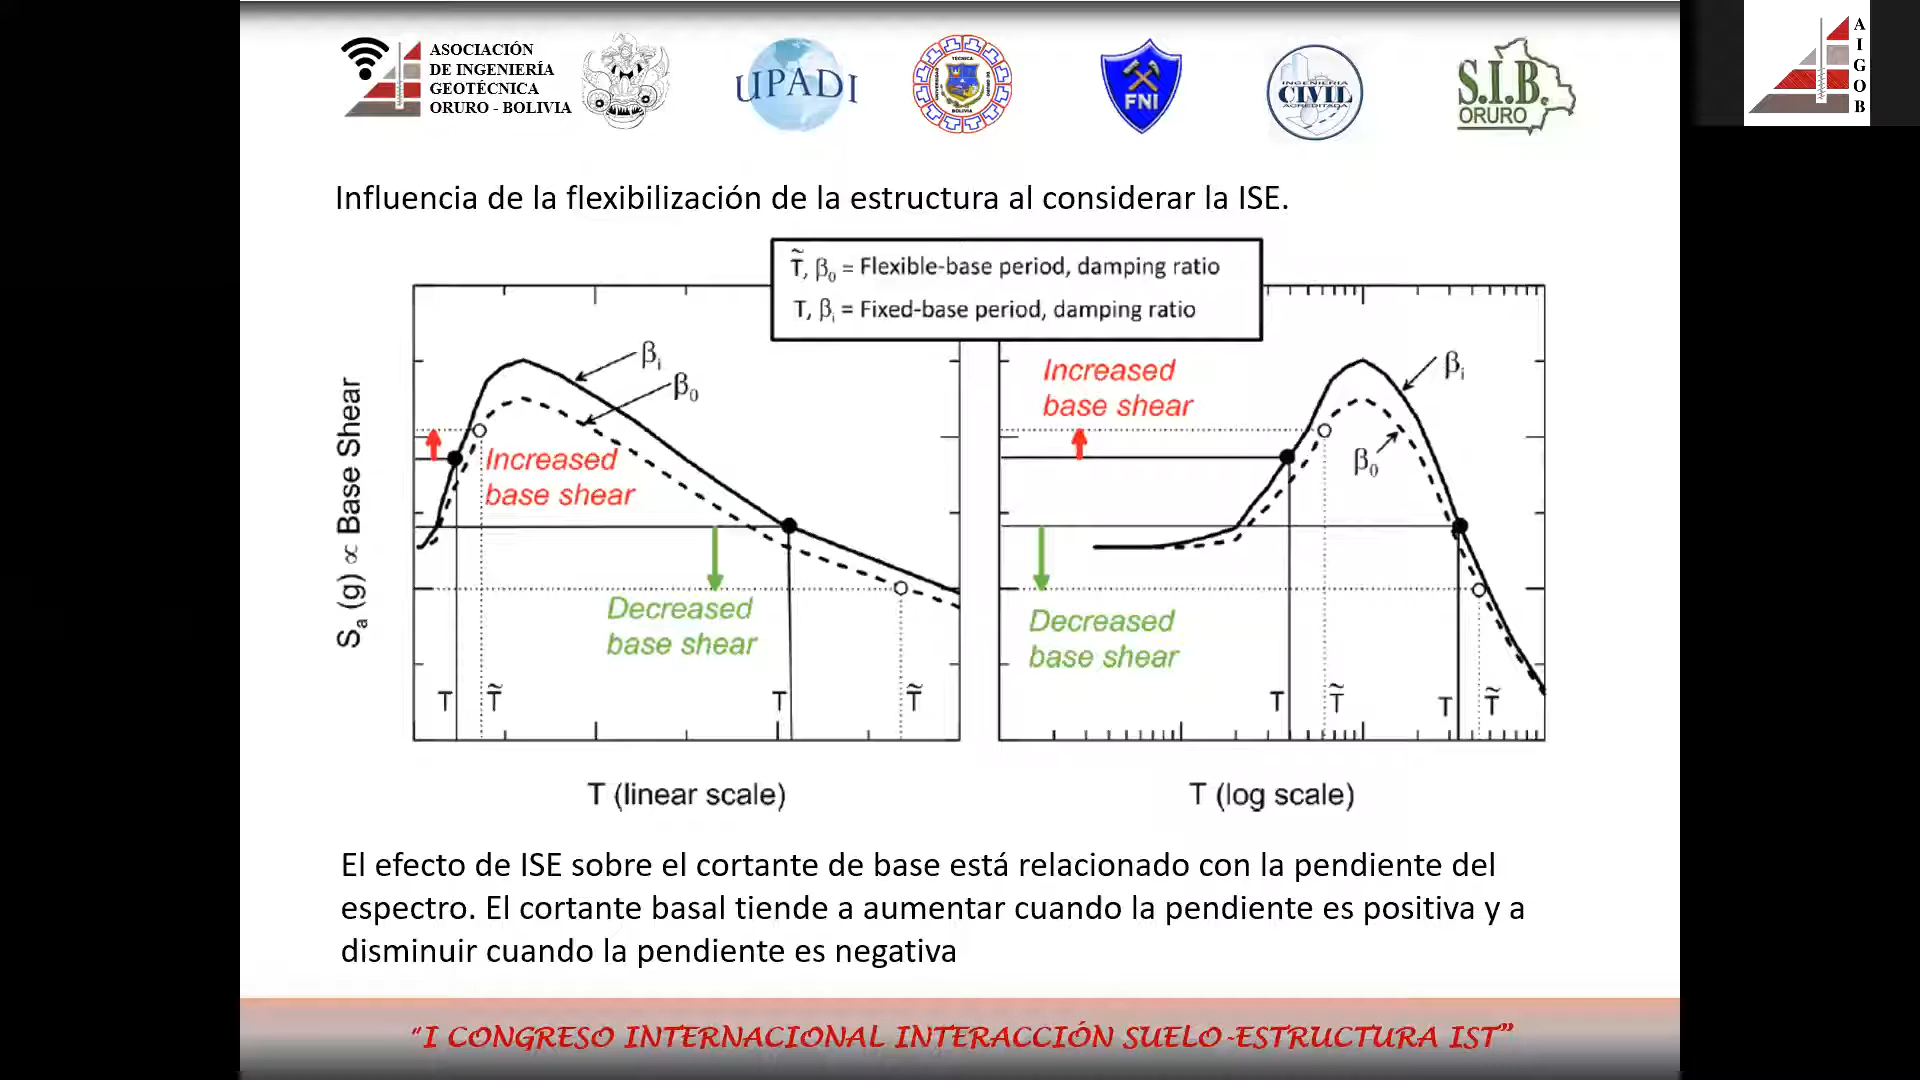 ASOCIACIÓN
DE INGENIERÍA
GEOTÉCNICA
ORURO - BOLIVIA
UPADI
FNI
INGENIERIA
CIVIL
ACREDITADA
S.I.B.
ORURO
A
I
G
O
B
Influencia de la flexibilización de la estructura al considerar la ISE.
T̃, β₀ = Flexible-base period, damping ratio
T, βᵢ = Fixed-base period, damping ratio
Sₐ (g) ∝ Base Shear
βᵢ
β₀
Increased
base shear
Decreased
base shear
T T̃ T T̃
T (linear scale)
Increased
base shear
βᵢ
β₀
Decreased
base shear
T T̃ T T̃
T (log scale)
El efecto de ISE sobre el cortante de base está relacionado con la pendiente del
espectro. El cortante basal tiende a aumentar cuando la pendiente es positiva y a
disminuir cuando la pendiente es negativa
“I CONGRESO INTERNACIONAL INTERACCIÓN SUELO-ESTRUCTURA IST”